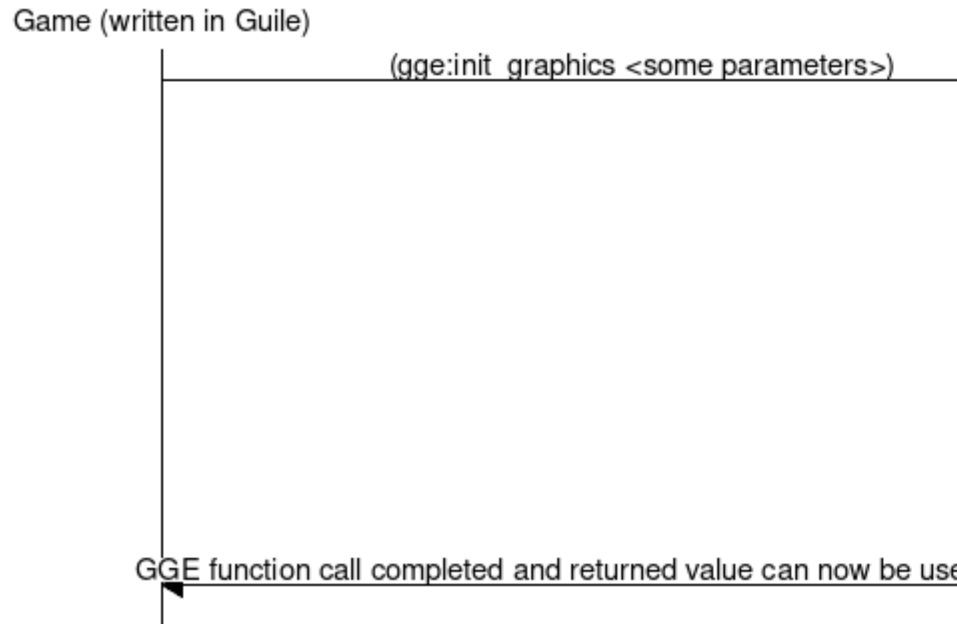 Game (written in Guile)
(gge:init_graphics <some parameters>)
GGE function call completed and returned value can now be use